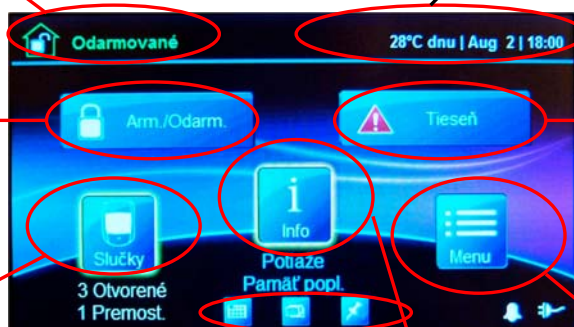 Odarmované
28°C dnu | Aug 2 | 18:00
Arm./Odarm.
Tieseň
Slučky
i
Info
Menu
3 Otvorené
1 Premost.
Potiaže
Pamäť popl.